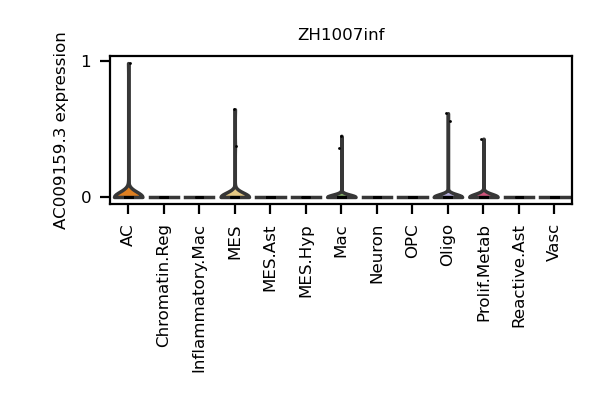 ZH1007inf
AC009159.3 expression
1
0
AC
Chromatin.Reg
Inflammatory.Mac
MES
MES.Ast
MES.Hyp
Mac
Neuron
OPC
Oligo
Prolif.Metab
Reactive.Ast
Vasc